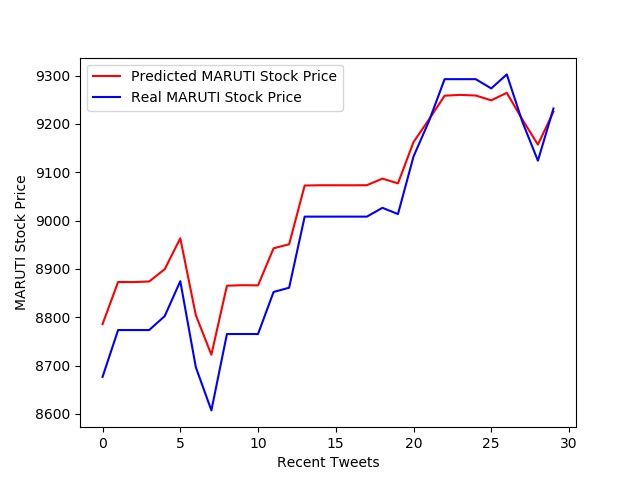 Predicted MARUTI Stock Price
Real MARUTI Stock Price
9300
9200
9100
9000
8900
8800
8700
8600
MARUTI Stock Price
0 5 10 15 20 25 30
Recent Tweets